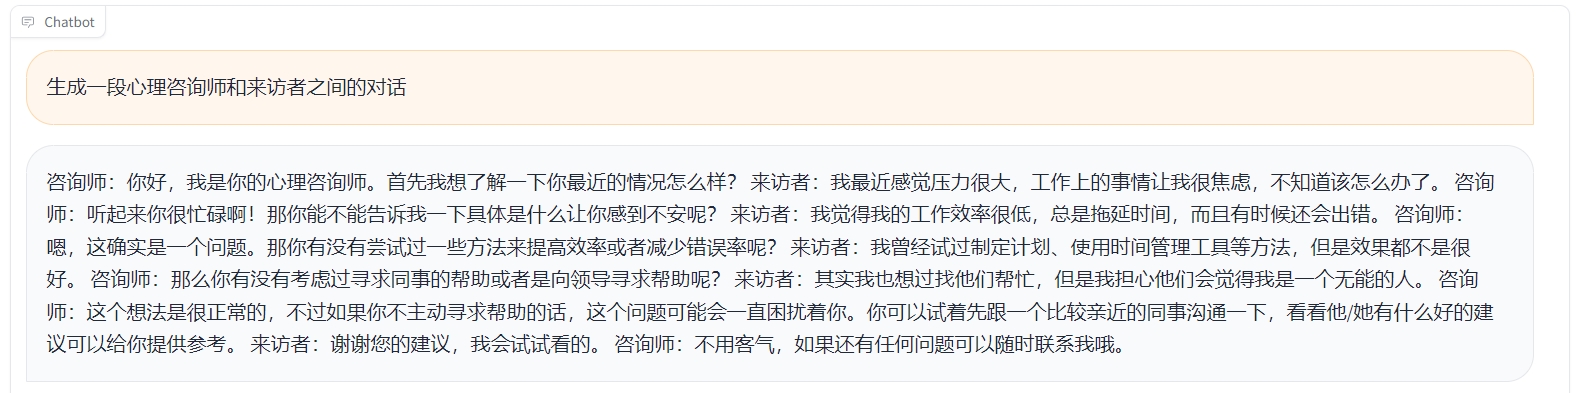 Chatbot
生成一段心理咨询师和来访者之间的对话
咨询师：你好，我是你的心理咨询师。首先我想了解一下你最近的情况怎么样？ 来访者：我最近感觉压力很大，工作上的事情让我很焦虑，不知道该怎么办了。 咨询
师：听起来你很忙碌啊！那你能不能告诉我一下具体是什么让你感到不安呢？ 来访者：我觉得我的工作效率很低，总是拖延时间，而且有时候还会出错。 咨询师：
嗯，这确实是一个问题。那你有没有尝试过一些方法来提高效率或者减少错误率呢？ 来访者：我曾经试过制定计划、使用时间管理工具等方法，但是效果都不是很
好。 咨询师：那么你有没有考虑过寻求同事的帮助或者是向领导寻求帮助呢？ 来访者：其实我也想过找他们帮忙，但是我担心他们会觉得我是一个无能的人。 咨询
师：这个想法是很正常的，不过如果你不主动寻求帮助的话，这个问题可能会一直困扰着你。你可以试着先跟一个比较亲近的同事沟通一下，看看他/她有什么好的建
议可以给你提供参考。 来访者：谢谢您的建议，我会试试看的。 咨询师：不用客气，如果还有任何问题可以随时联系我哦。